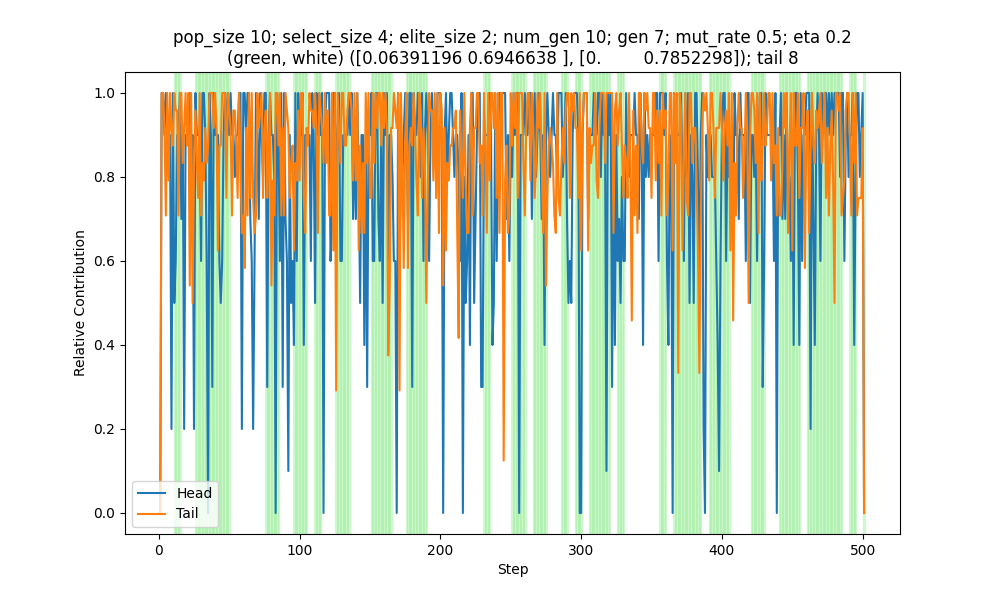 pop_size 10; select_size 4; elite_size 2; num_gen 10; gen 7; mut_rate 0.5; eta 0.2
(green, white) ([0.06391196 0.6946638 ], [0.         0.7852298]); tail 8
1.0
0.8
0.6
0.4
0.2
0.0
Relative Contribution
Head
Tail
0 100 200 300 400 500
Step